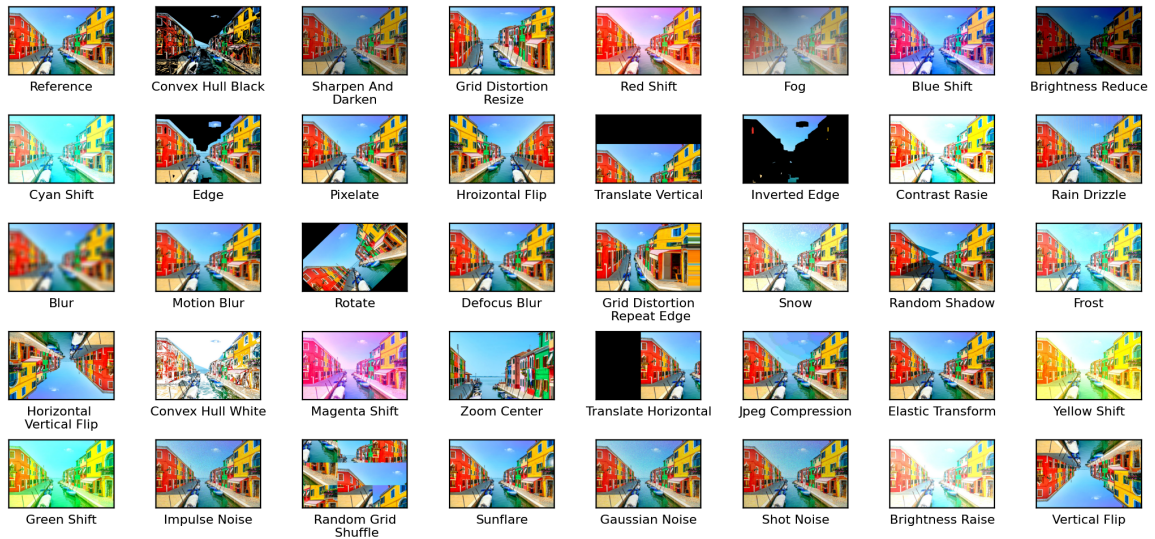 Reference
Convex Hull Black
Sharpen And
Darken
Grid Distortion
Resize
Red Shift
Fog
Blue Shift
Brightness Reduce
Cyan Shift
Edge
Pixelate
Hroizontal Flip
Translate Vertical
Inverted Edge
Contrast Rasie
Rain Drizzle
Blur
Motion Blur
Rotate
Defocus Blur
Grid Distortion
Repeat Edge
Snow
Random Shadow
Frost
Horizontal
Vertical Flip
Convex Hull White
Magenta Shift
Zoom Center
Translate Horizontal
Jpeg Compression
Elastic Transform
Yellow Shift
Green Shift
Impulse Noise
Random Grid
Shuffle
Sunflare
Gaussian Noise
Shot Noise
Brightness Raise
Vertical Flip